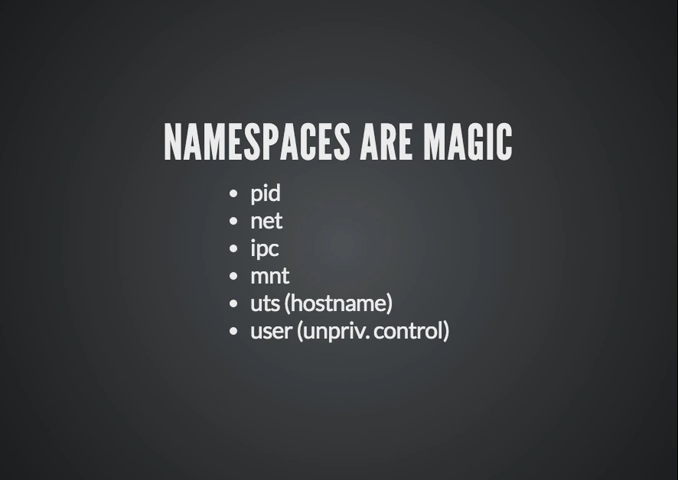 NAMESPACES ARE MAGIC
• pid
• net
• ipc
• mnt
• uts (hostname)
• user (unpriv. control)